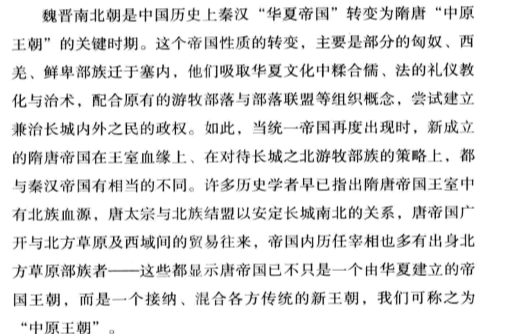 魏晋南北朝是中国历史上秦汉“华夏帝国”转变为隋唐“中原
王朝”的关键时期。这个帝国性质的转变，主要是部分的匈奴、西
羌、鲜卑部族迁于塞内，他们吸取华夏文化中糅合儒、法的礼仪教
化与治术，配合原有的游牧部落与部落联盟等组织概念，尝试建立
兼治长城内外之民的政权。如此，当统一帝国再度出现时，新成立
的隋唐帝国在王室血缘上、在对待长城之北游牧部族的策略上，都
与秦汉帝国有相当的不同。许多历史学者早已指出隋唐帝国王室中
有北族血源，唐太宗与北族结盟以安定长城南北的关系，唐帝国广
开与北方草原及西域间的贸易往来，帝国内历任宰相也多有出身北
方草原部族者——这些都显示唐帝国已不只是一个由华夏建立的帝
国王朝，而是一个接纳、混合各方传统的新王朝，我们可称之为
“中原王朝”。